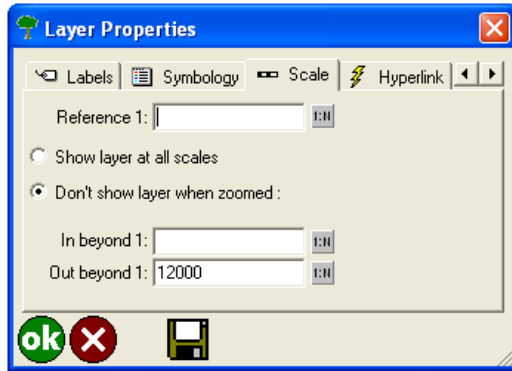 Layer Properties
Labels Symbology Scale Hyperlink
Reference 1: 1:N
Show layer at all scales
Don't show layer when zoomed :
In beyond 1: 1:N
Out beyond 1: 12000 1:N
ok